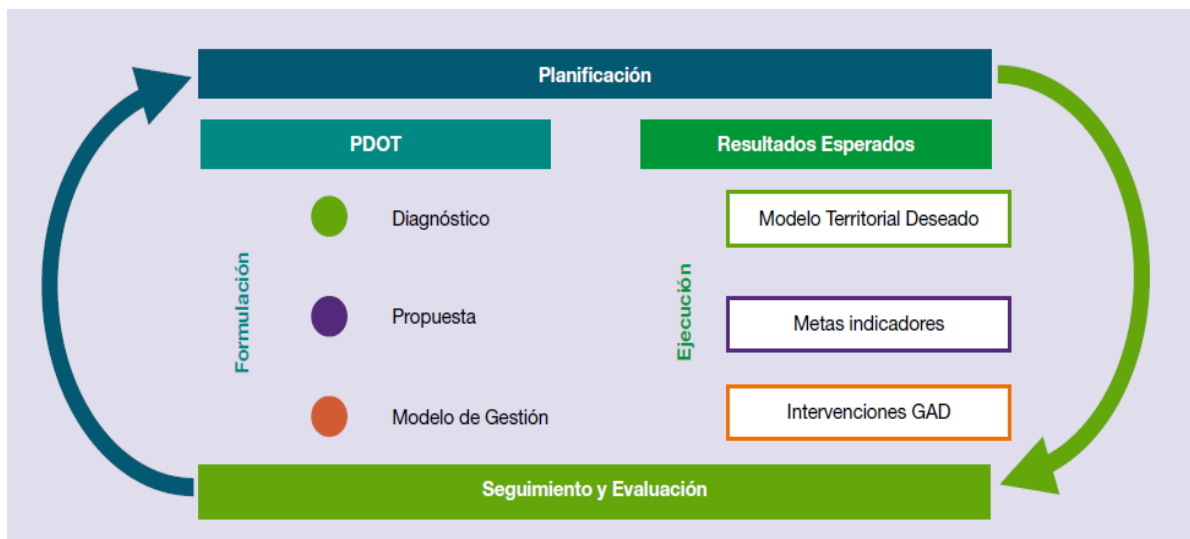 Planificación
PDOT
Resultados Esperados
Formulación
Diagnóstico
Propuesta
Modelo de Gestión
Ejecución
Modelo Territorial Deseado
Metas indicadores
Intervenciones GAD
Seguimiento y Evaluación